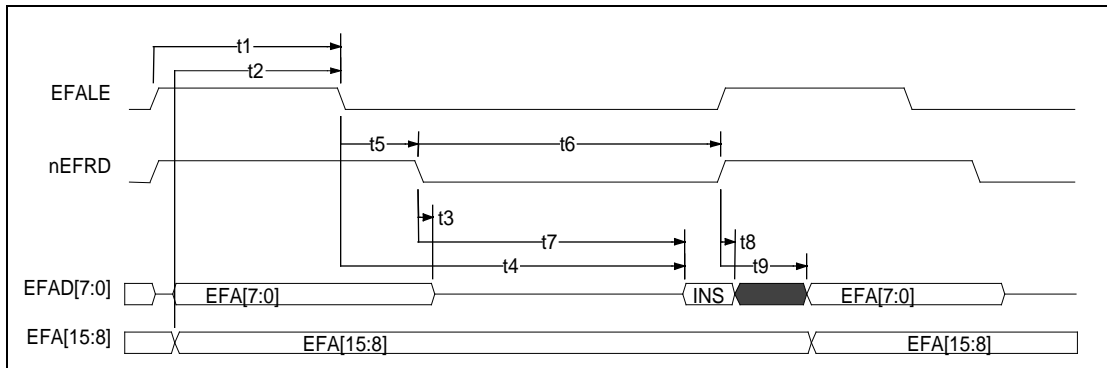 t1
t2
EFALE
t5
t6
nEFRD
t3
t7
t8
t4
t9
EFAD[7:0]
EFA[7:0]
INS
EFA[7:0]
EFA[15:8]
EFA[15:8]
EFA[15:8]